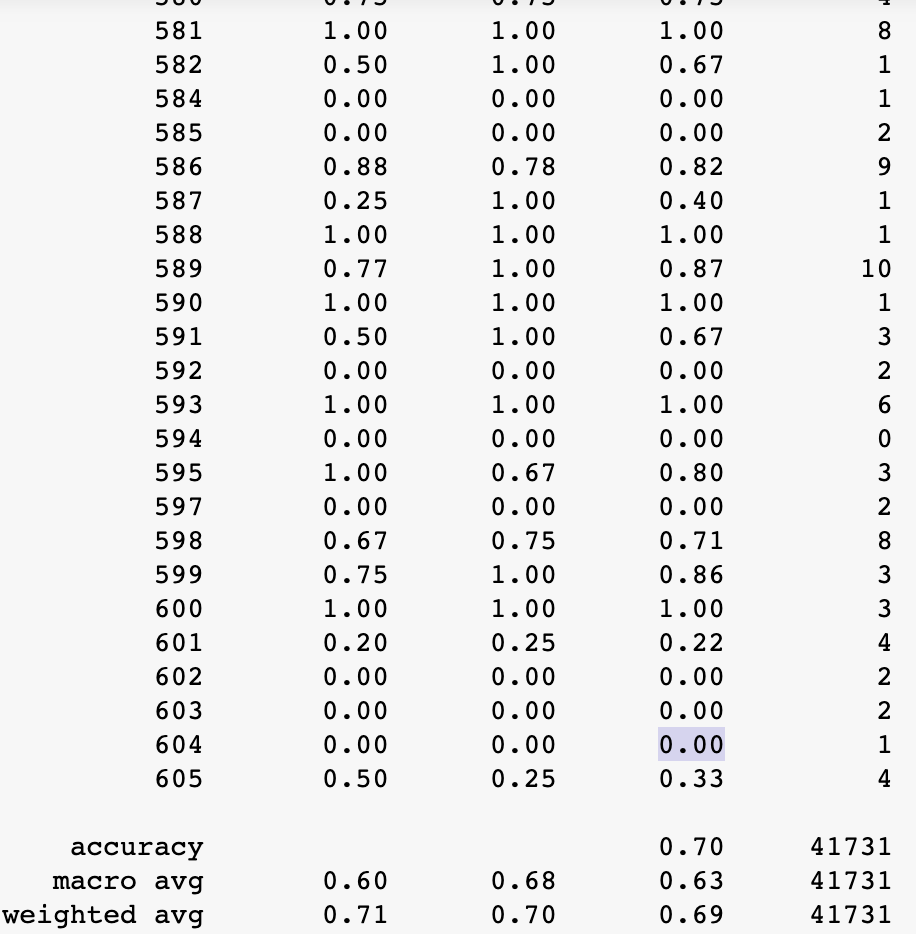 581 1.00 1.00 1.00 8
582 0.50 1.00 0.67 1
584 0.00 0.00 0.00 1
585 0.00 0.00 0.00 2
586 0.88 0.78 0.82 9
587 0.25 1.00 0.40 1
588 1.00 1.00 1.00 1
589 0.77 1.00 0.87 10
590 1.00 1.00 1.00 1
591 0.50 1.00 0.67 3
592 0.00 0.00 0.00 2
593 1.00 1.00 1.00 6
594 0.00 0.00 0.00 0
595 1.00 0.67 0.80 3
597 0.00 0.00 0.00 2
598 0.67 0.75 0.71 8
599 0.75 1.00 0.86 3
600 1.00 1.00 1.00 3
601 0.20 0.25 0.22 4
602 0.00 0.00 0.00 2
603 0.00 0.00 0.00 2
604 0.00 0.00 0.00 1
605 0.50 0.25 0.33 4
accuracy 0.70 41731
macro avg 0.60 0.68 0.63 41731
weighted avg 0.71 0.70 0.69 41731